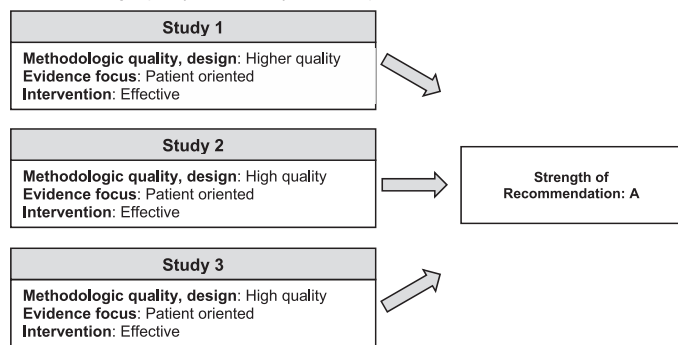 Study 1
Methodologic quality, design: Higher quality
Evidence focus: Patient oriented
Intervention: Effective
Study 2
Methodologic quality, design: High quality
Evidence focus: Patient oriented
Intervention: Effective
Strength of
Recommendation: A
Study 3
Methodologic quality, design: High quality
Evidence focus: Patient oriented
Intervention: Effective